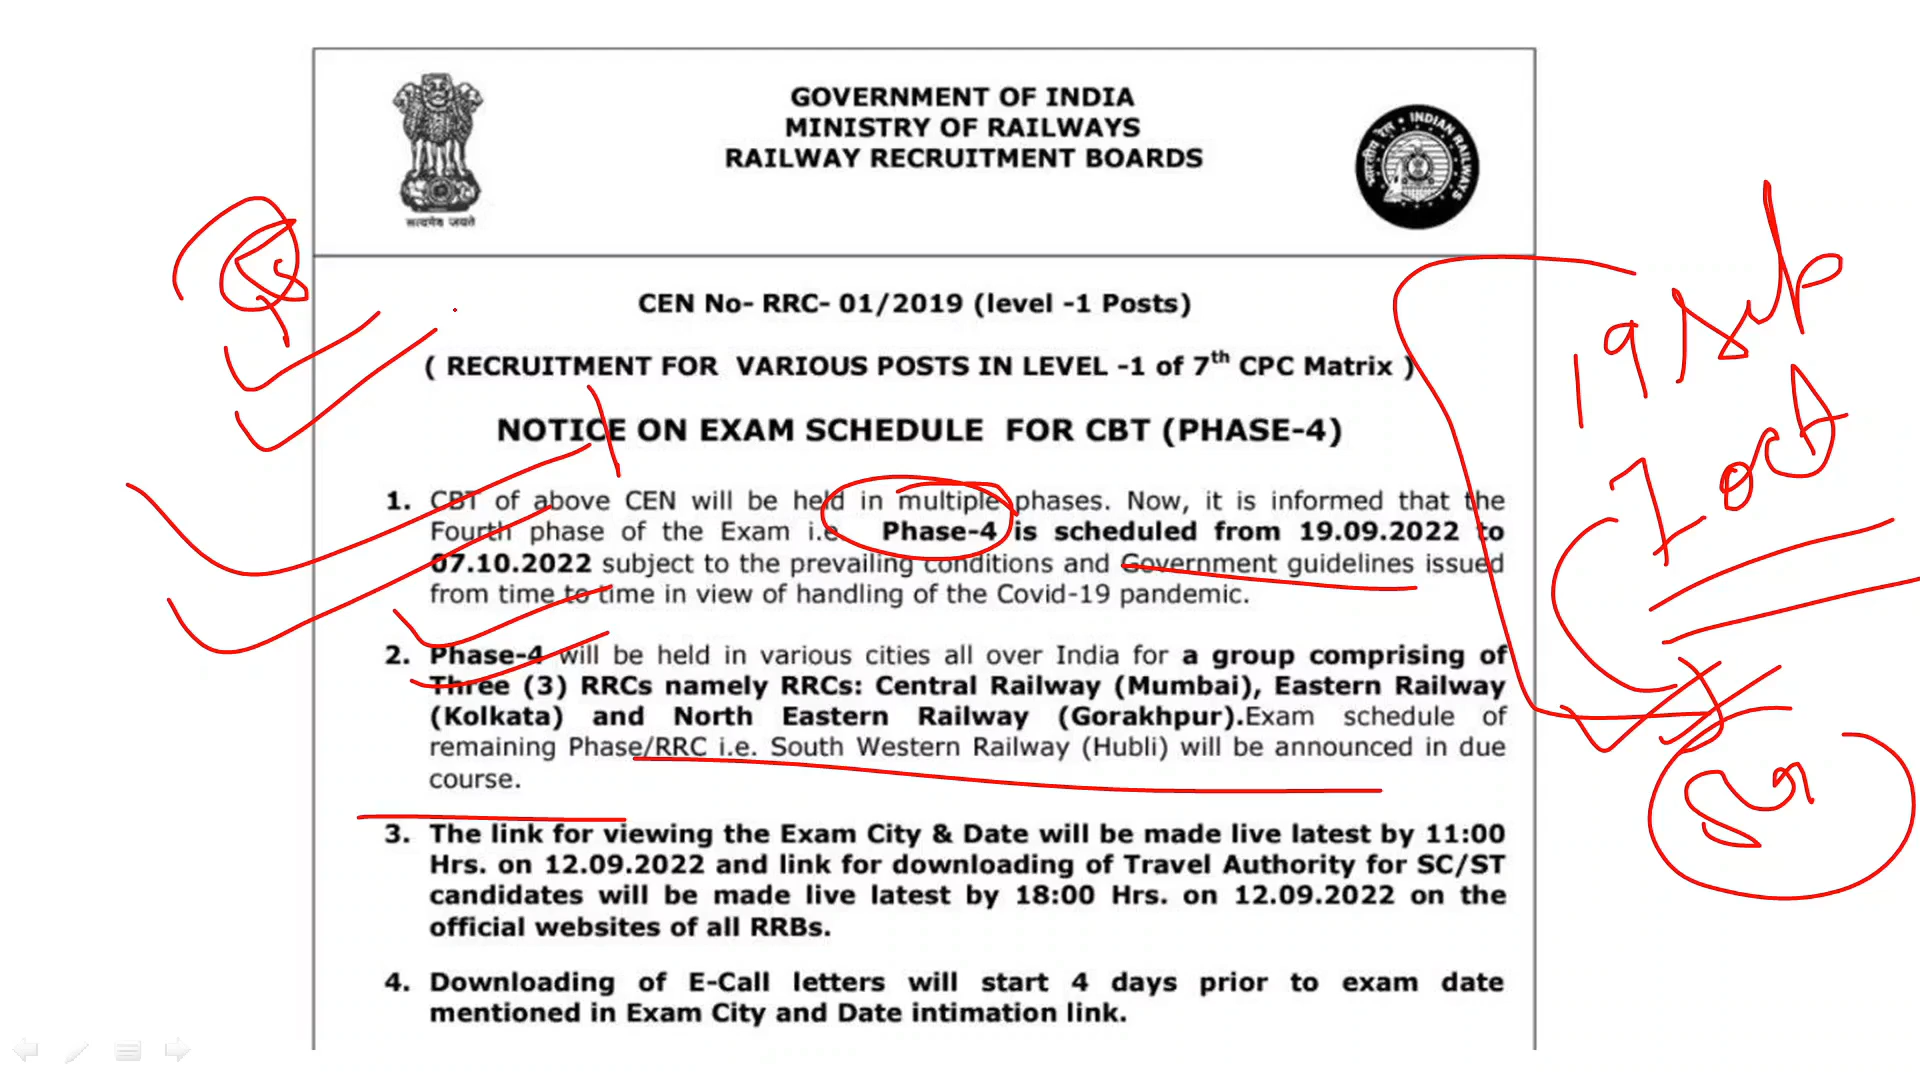 GOVERNMENT OF INDIA
MINISTRY OF RAILWAYS
RAILWAY RECRUITMENT BOARDS
सत्यमेव जयते
भारतीय रेल • INDIAN RAILWAYS
CEN No- RRC- 01/2019 (level -1 Posts)
( RECRUITMENT FOR VARIOUS POSTS IN LEVEL -1 of 7th CPC Matrix )
NOTICE ON EXAM SCHEDULE FOR CBT (PHASE-4)
1. CBT of above CEN will be held in multiple phases. Now, it is informed that the
Fourth phase of the Exam i.e. Phase-4 is scheduled from 19.09.2022 to
07.10.2022 subject to the prevailing conditions and Government guidelines issued
from time to time in view of handling of the Covid-19 pandemic.
2. Phase-4 will be held in various cities all over India for a group comprising of
Three (3) RRCs namely RRCs: Central Railway (Mumbai), Eastern Railway
(Kolkata) and North Eastern Railway (Gorakhpur).Exam schedule of
remaining Phase/RRC i.e. South Western Railway (Hubli) will be announced in due
course.
3. The link for viewing the Exam City & Date will be made live latest by 11:00
Hrs. on 12.09.2022 and link for downloading of Travel Authority for SC/ST
candidates will be made live latest by 18:00 Hrs. on 12.09.2022 on the
official websites of all RRBs.
4. Downloading of E-Call letters will start 4 days prior to exam date
mentioned in Exam City and Date intimation link.
19 Sep
7 oct